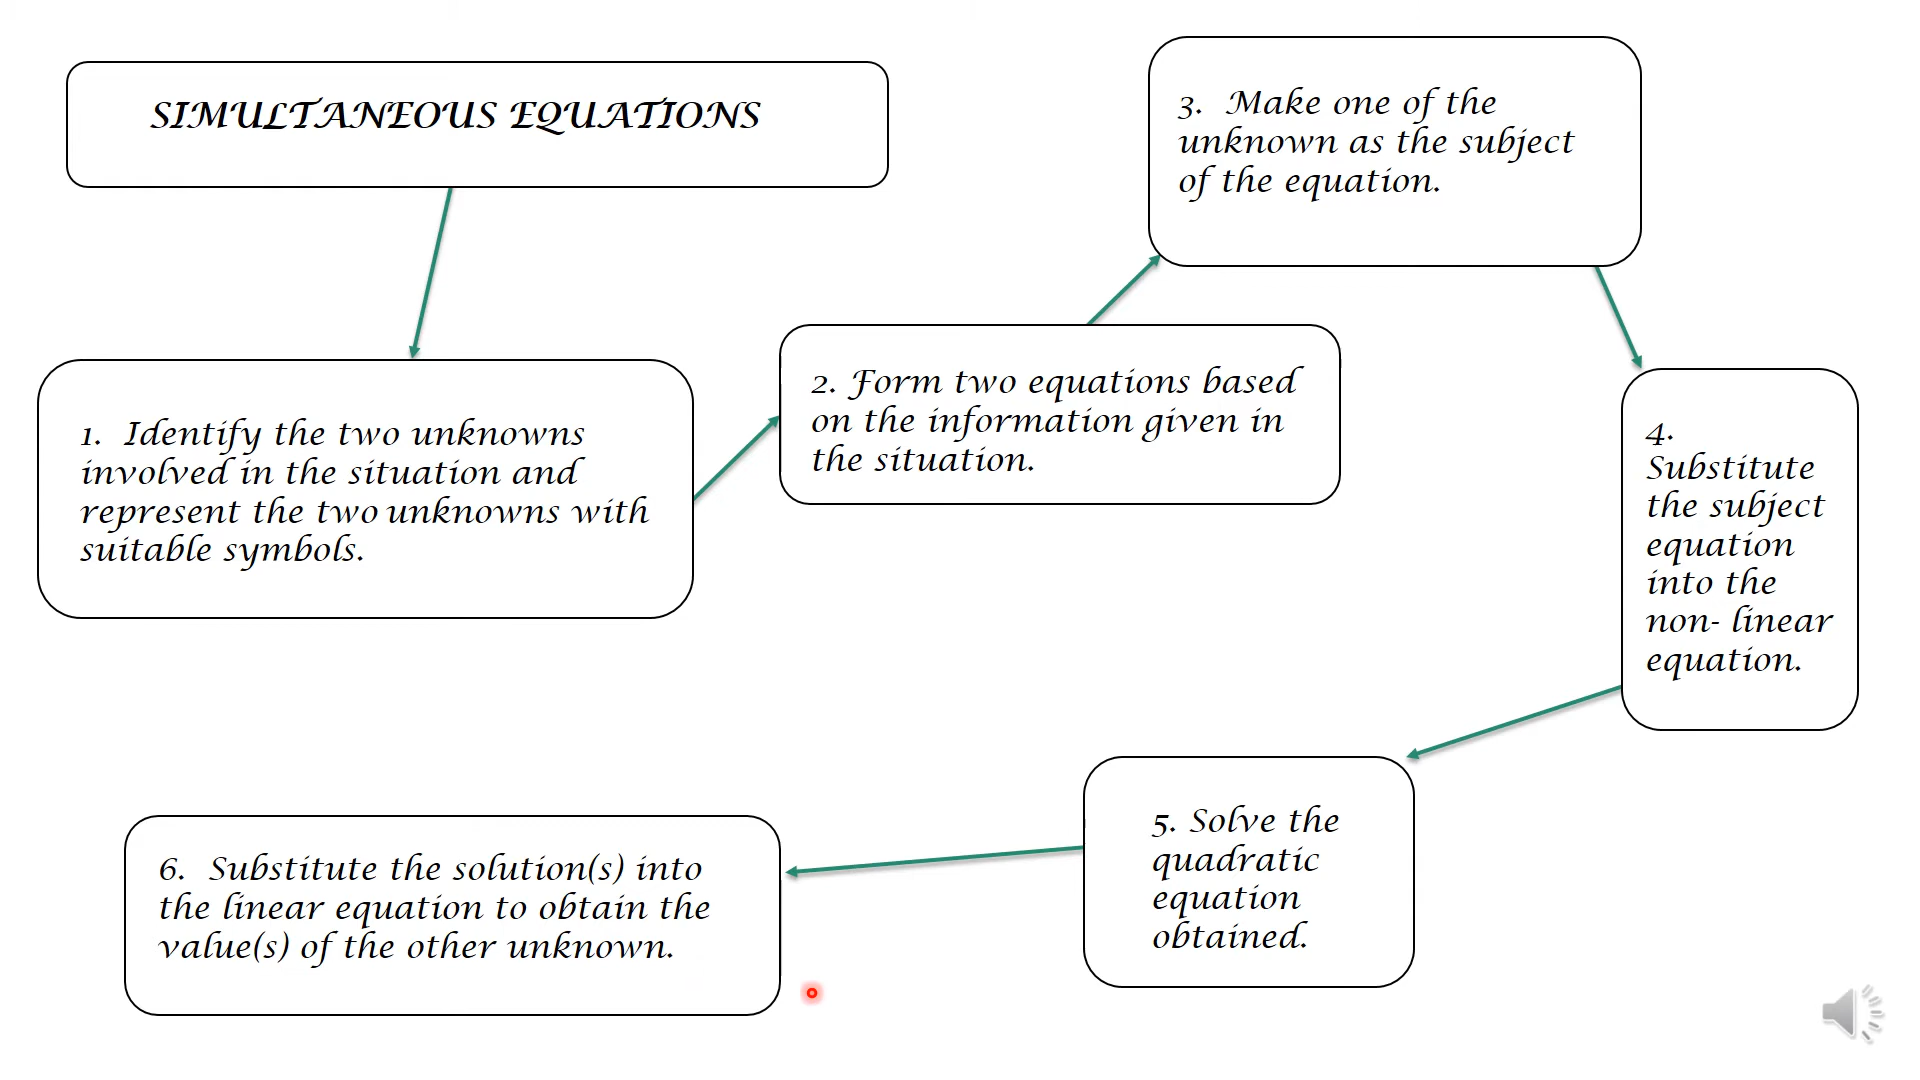 SIMULTANEOUS EQUATIONS
1. Identify the two unknowns
involved in the situation and
represent the two unknowns with
suitable symbols.
2. Form two equations based
on the information given in
the situation.
3. Make one of the
unknown as the subject
of the equation.
4.
Substitute
the subject
equation
into the
non- linear
equation.
5. Solve the
quadratic
equation
obtained.
6. Substitute the solution(s) into
the linear equation to obtain the
value(s) of the other unknown.